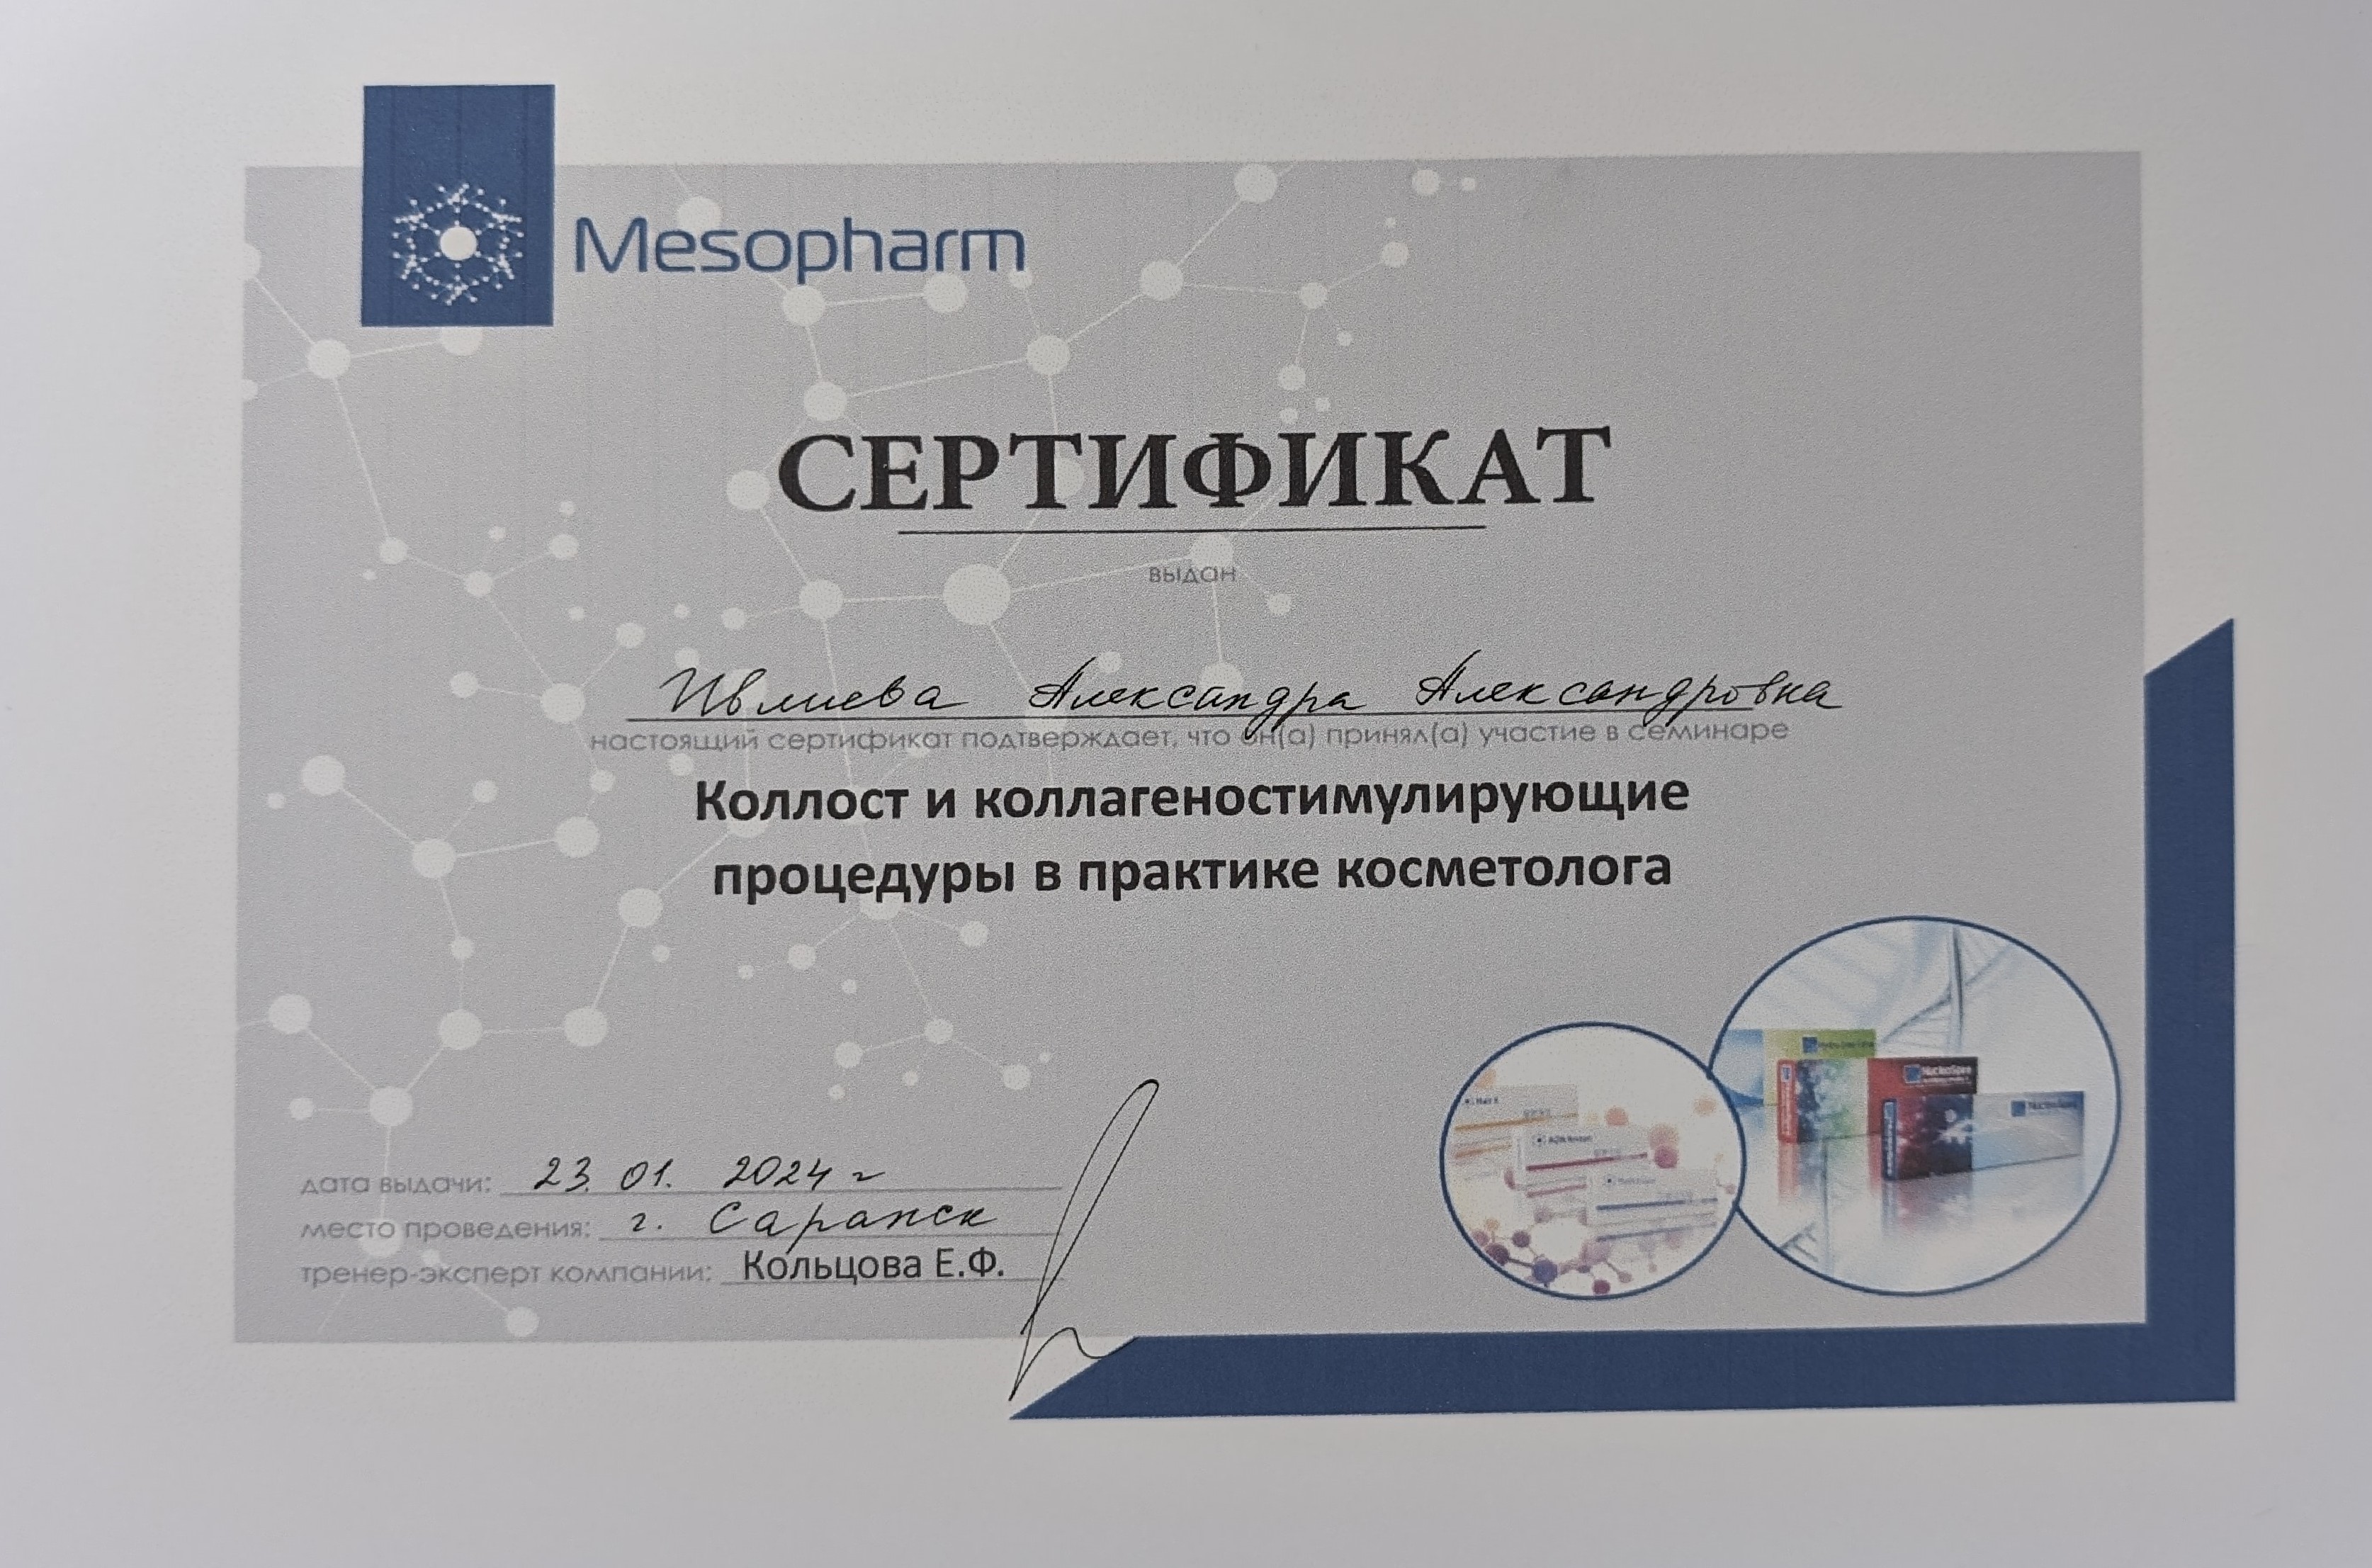 Mesopharm
СЕРТИФИКАТ
выдан
Ивлиева Александра Александровна
настоящий сертификат подтверждает, что он(а) принял(а) участие в семинаре
Коллост и коллагеностимулирующие
процедуры в практике косметолога
дата выдачи: 23. 01. 2024 г
место проведения: г. Саранск
тренер-эксперт компании: Кольцова Е.Ф.